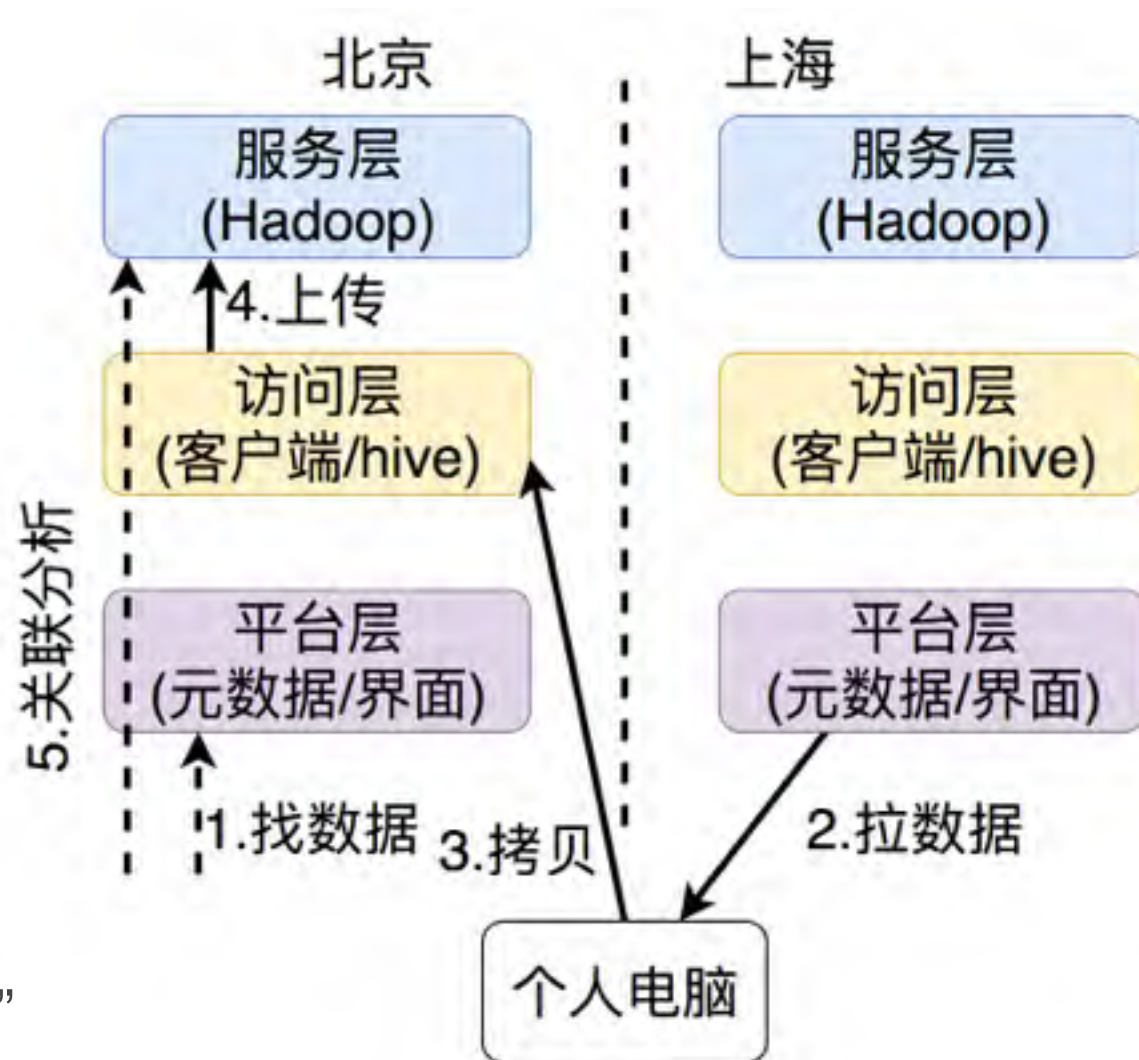 北京
上海
服务层
(Hadoop)
服务层
(Hadoop)
4.上传
访问层
(客户端/hive)
访问层
(客户端/hive)
5.关联分析
平台层
(元数据/界面)
平台层
(元数据/界面)
1.找数据
3.拷贝
2.拉数据
个人电脑
”